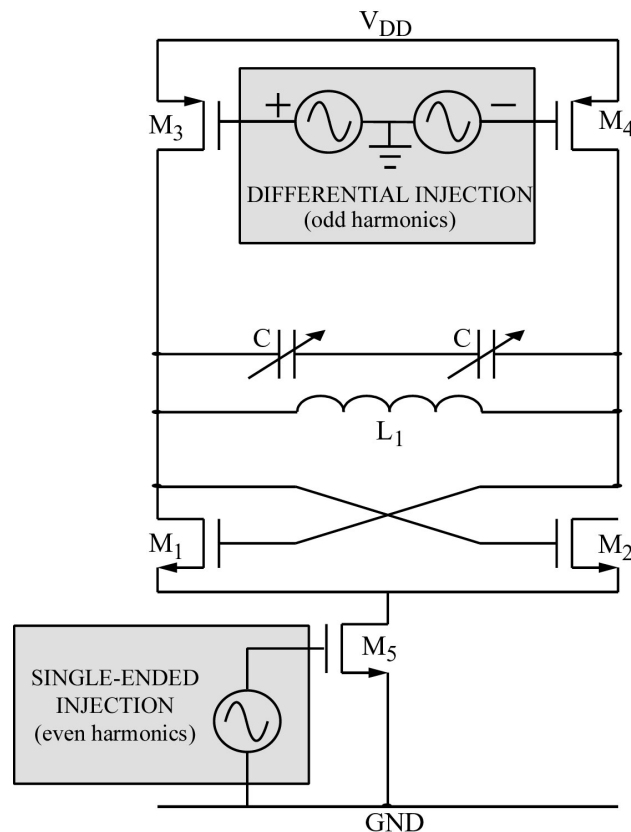 VDD
+
−
M3
M4
DIFFERENTIAL INJECTION
(odd harmonics)
C
C
L1
M1
M2
M5
SINGLE-ENDED
INJECTION
(even harmonics)
GND